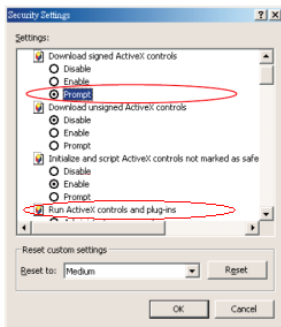 Security Settings
Settings:
Download signed ActiveX controls
Disable
Enable
Prompt
Download unsigned ActiveX controls
Disable
Enable
Prompt
Initialize and script ActiveX controls not marked as safe
Disable
Enable
Prompt
Run ActiveX controls and plug-ins
Reset custom settings
Reset to: Medium Reset
OK Cancel